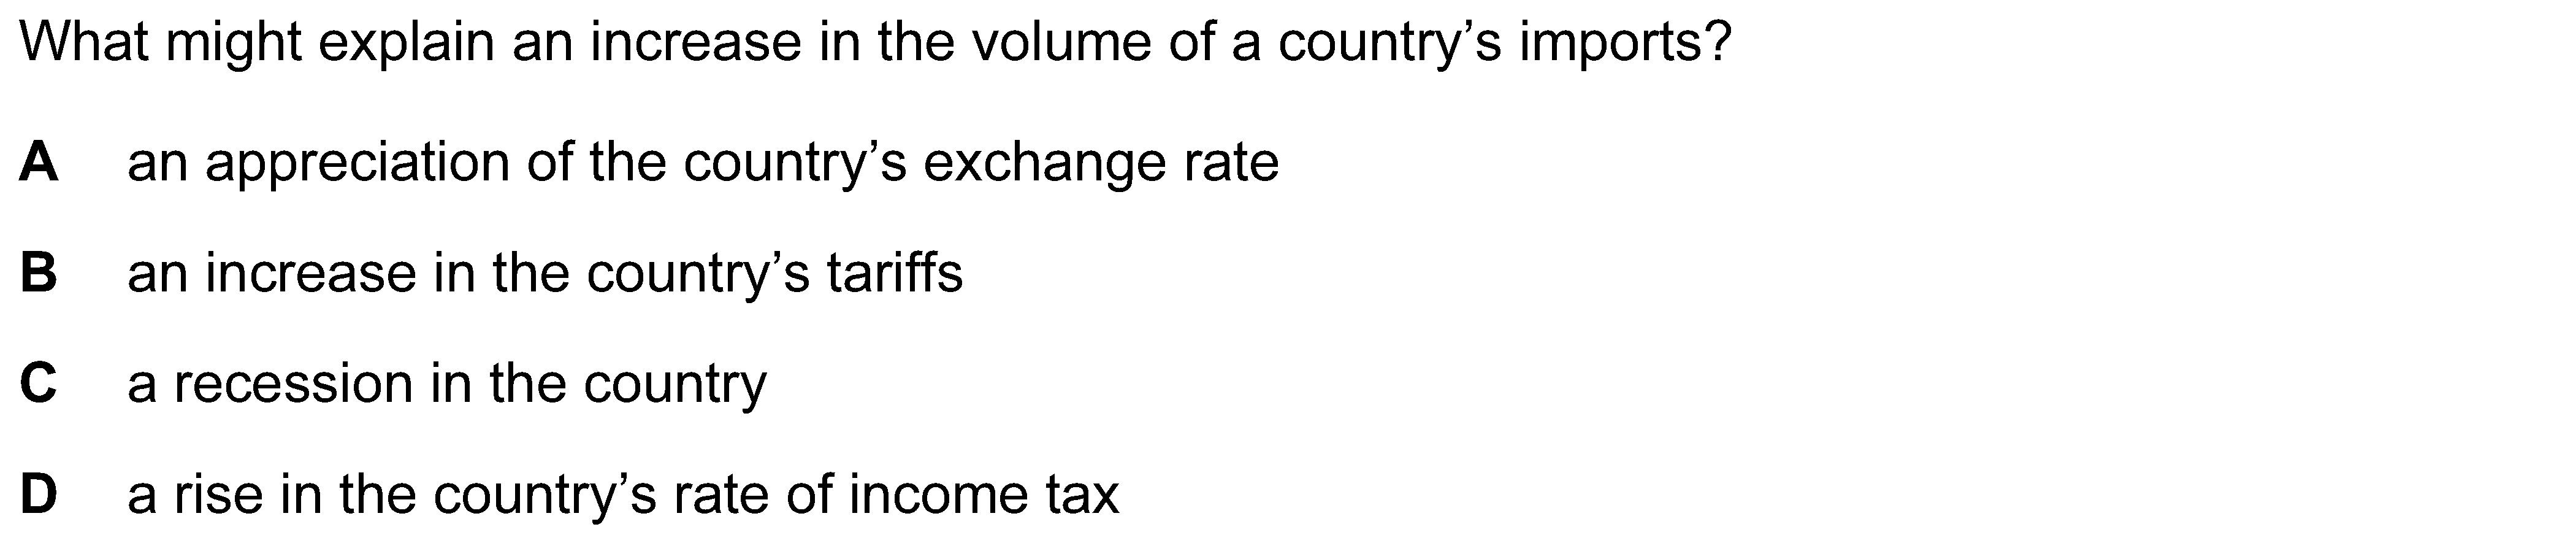 What might explain an increase in the volume of a country’s imports?
A an appreciation of the country’s exchange rate
B an increase in the country’s tariffs
C a recession in the country
D a rise in the country’s rate of income tax